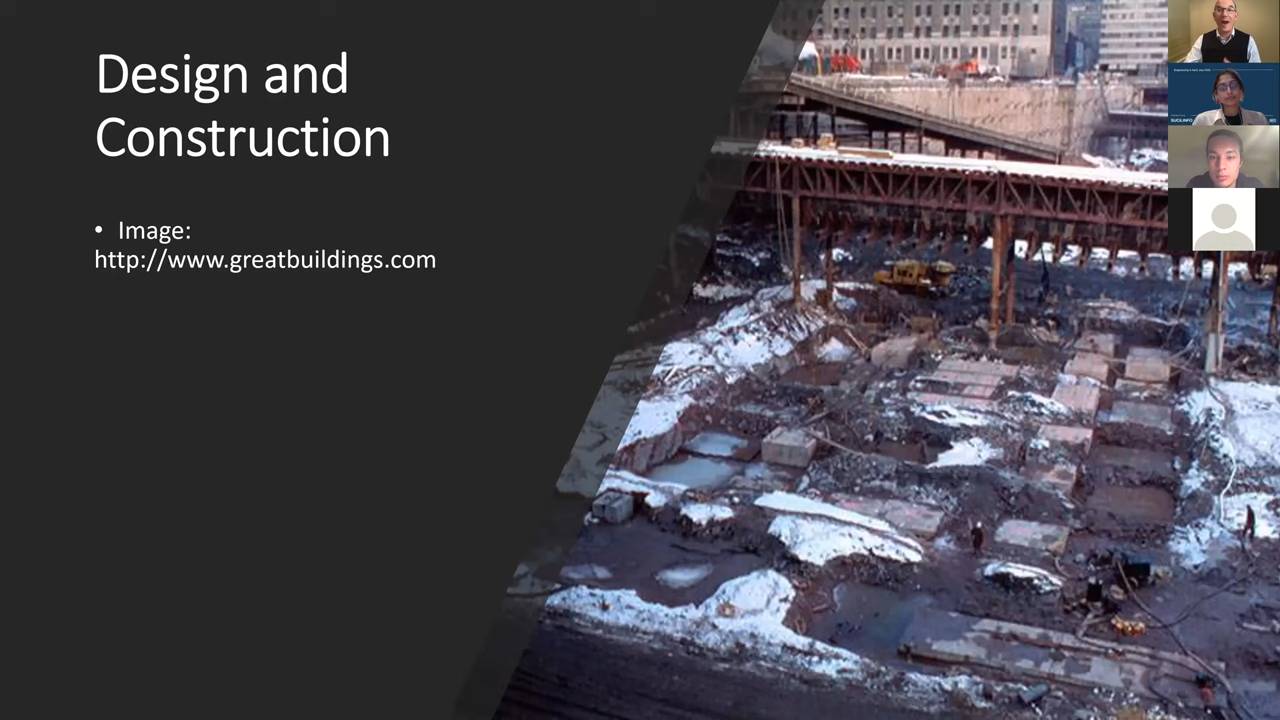 Design and
Construction
• Image:
http://www.greatbuildings.com